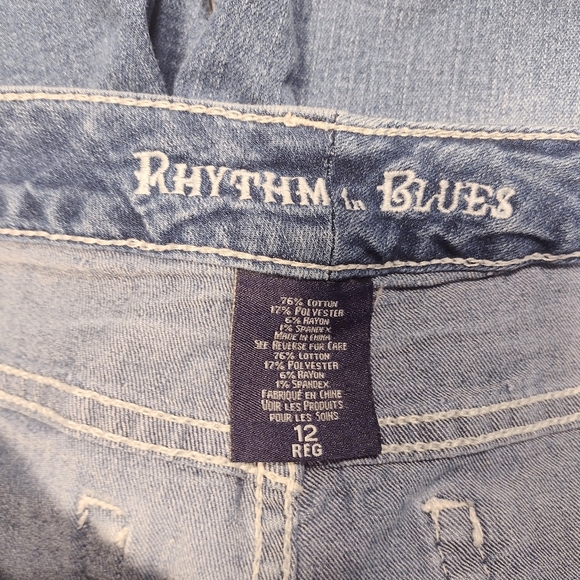 RHYTHM in BLUES
76% COTTON
17% POLYESTER
6% RAYON
1% SPANDEX
MADE IN CHINA
SEE REVERSE FOR CARE
76% COTTON
17% POLYESTER
6% RAYON
1% SPANDEX
FABRIQUÉ EN CHINE
VOIR LES PRODUITS
POUR LES SOINS
12
REG